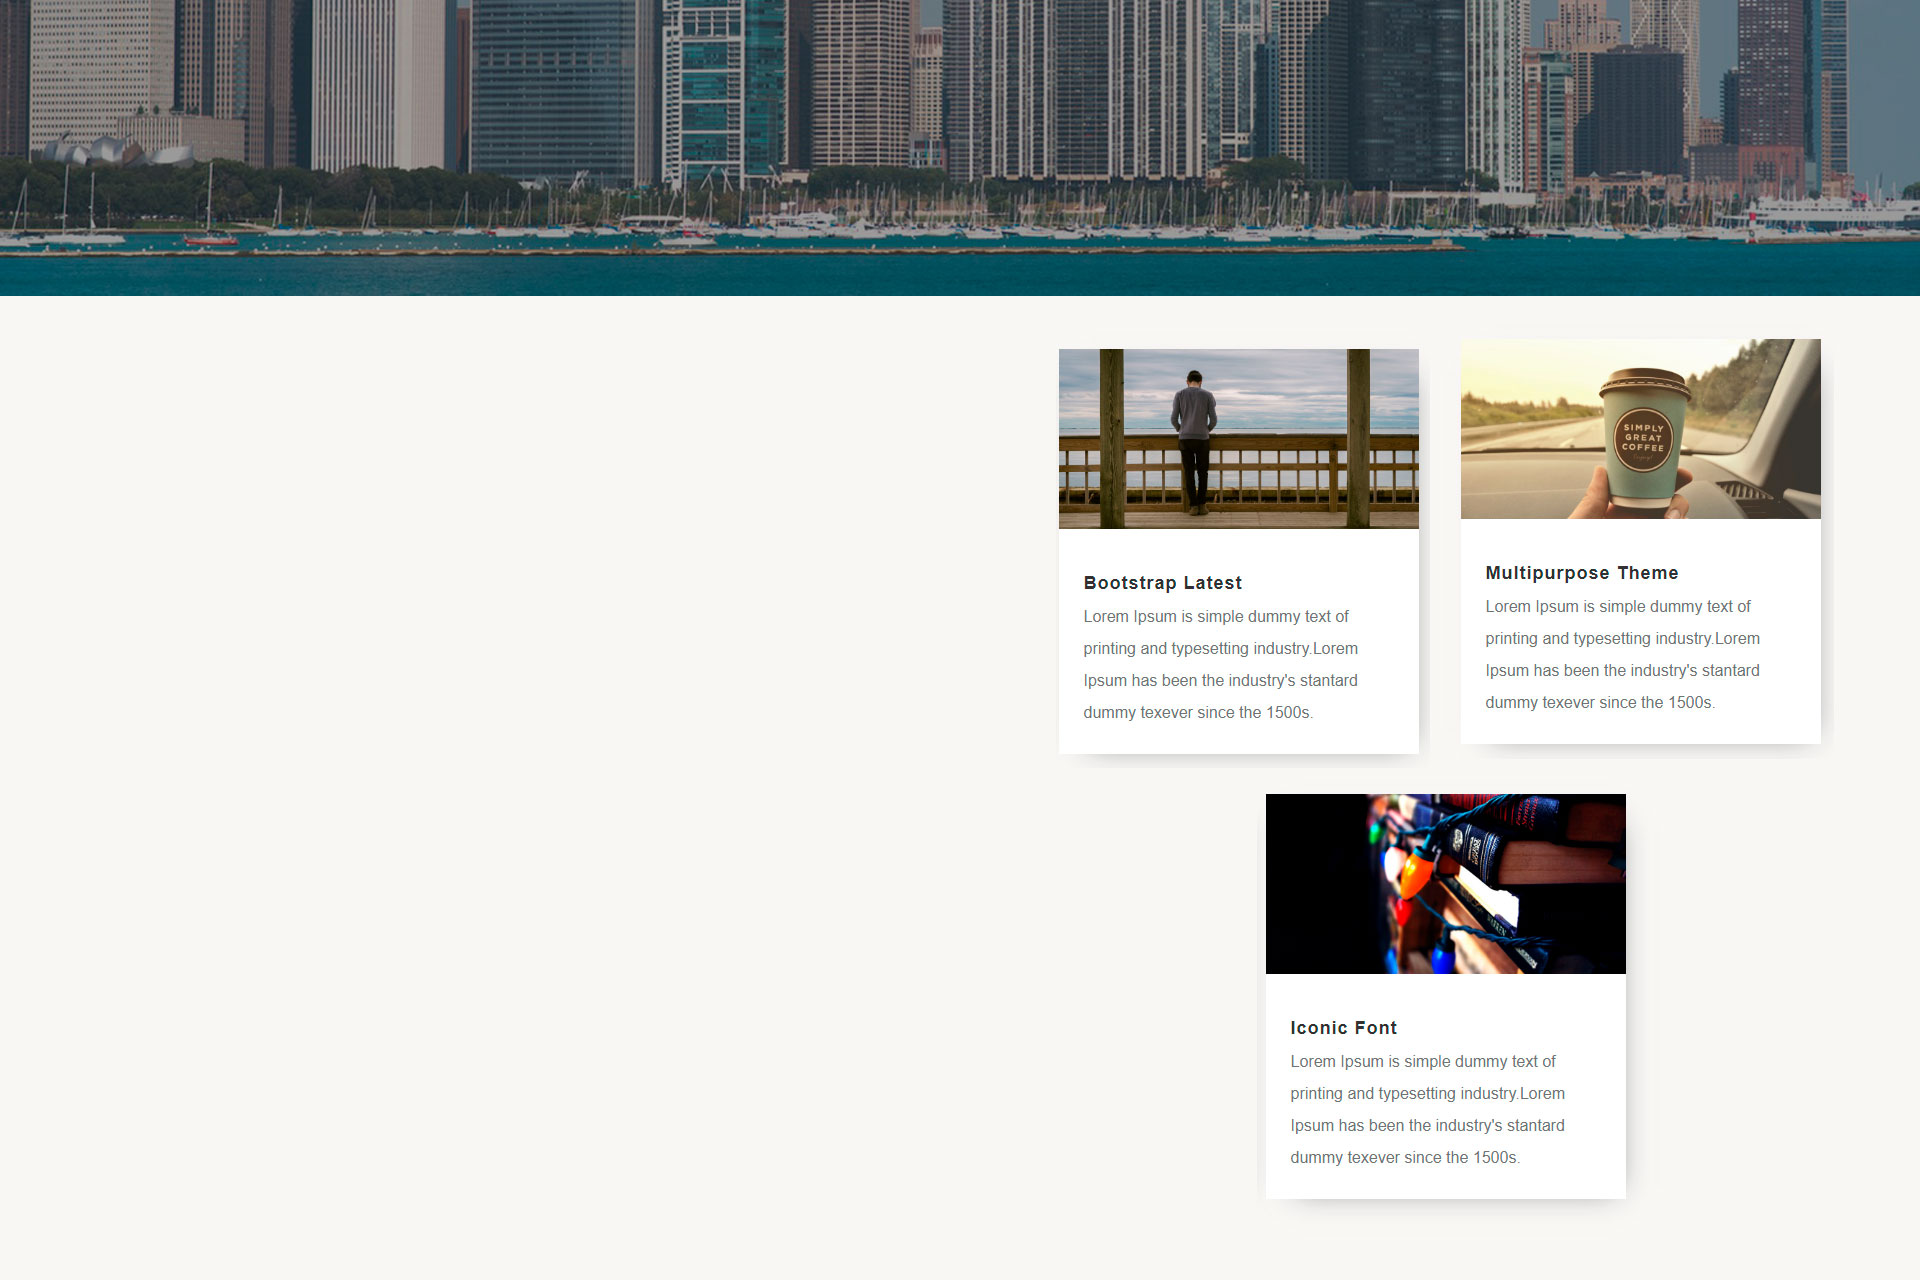 SIMPLY
GREAT
COFFEE
Bootstrap Latest
Lorem Ipsum is simple dummy text of
printing and typesetting industry.Lorem
Ipsum has been the industry's stantard
dummy texever since the 1500s.
Multipurpose Theme
Lorem Ipsum is simple dummy text of
printing and typesetting industry.Lorem
Ipsum has been the industry's stantard
dummy texever since the 1500s.
Iconic Font
Lorem Ipsum is simple dummy text of
printing and typesetting industry.Lorem
Ipsum has been the industry's stantard
dummy texever since the 1500s.